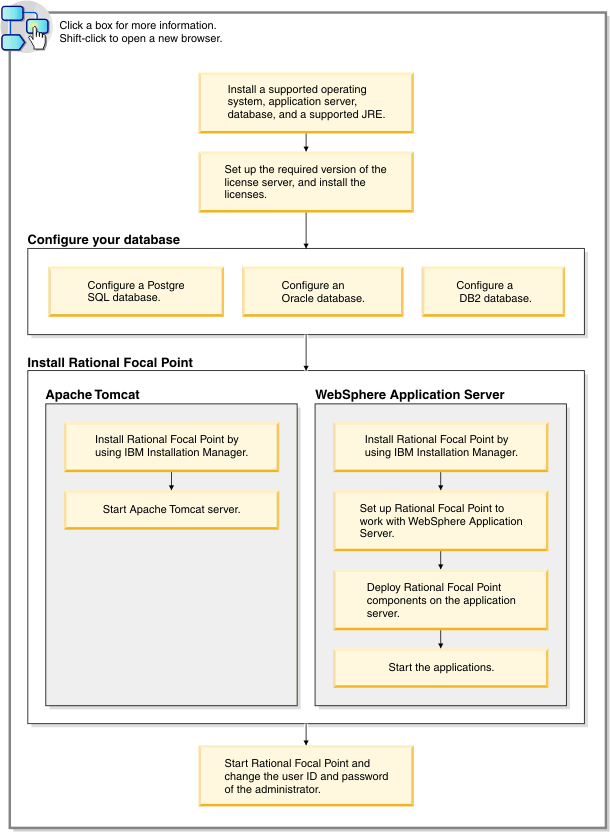 Click a box for more information.
Shift-click to open a new browser.
Install a supported operating
system, application server,
database, and a supported JRE.
Set up the required version of the
license server, and install the
licenses.
Configure your database
Configure a Postgre
SQL database.
Configure an
Oracle database.
Configure a
DB2 database.
Install Rational Focal Point
Apache Tomcat
Install Rational Focal Point by
using IBM Installation Manager.
Start Apache Tomcat server.
WebSphere Application Server
Install Rational Focal Point by
using IBM Installation Manager.
Set up Rational Focal Point to
work with WebSphere Application
Server.
Deploy Rational Focal Point
components on the application
server.
Start the applications.
Start Rational Focal Point and
change the user ID and password
of the administrator.